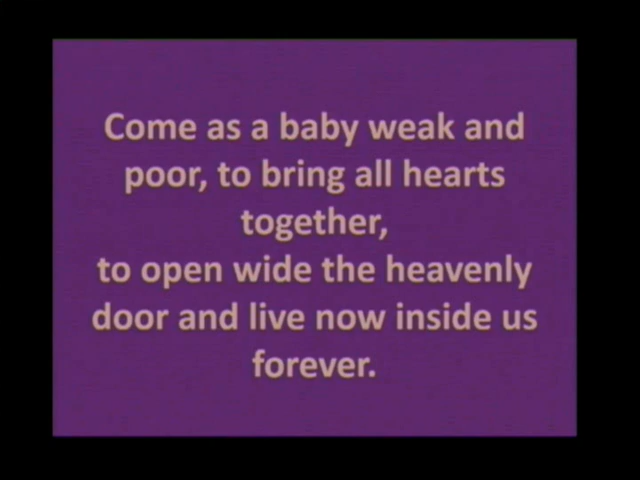 Come as a baby weak and
poor, to bring all hearts
together,
to open wide the heavenly
door and live now inside us
forever.